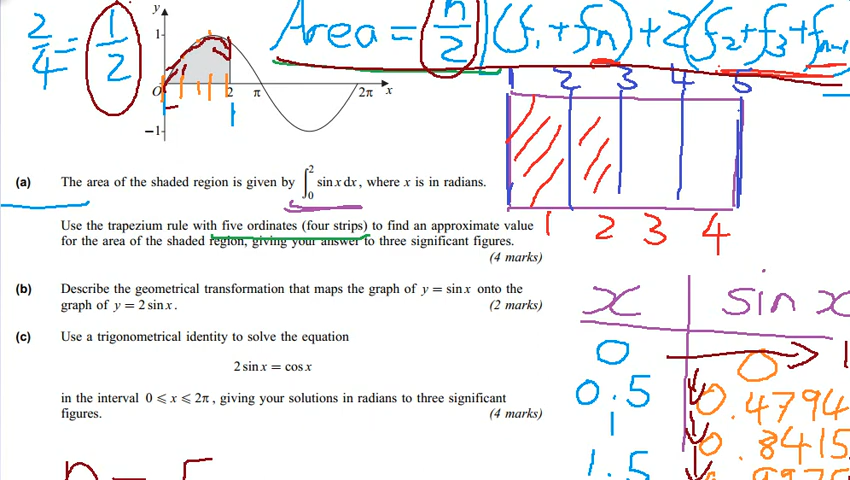 2/4 = 1/2
Area = h/2 [(f1 + fn) + 2(f2 + f3 + fn-1
y
1
O
2
π
2π
x
-1
1
1 2 3 4 5
1 2 3 4
(a) The area of the shaded region is given by ∫₀² sin x dx, where x is in radians.
Use the trapezium rule with five ordinates (four strips) to find an approximate value
for the area of the shaded region, giving your answer to three significant figures.
(4 marks)
(b) Describe the geometrical transformation that maps the graph of y = sin x onto the
graph of y = 2 sin x. (2 marks)
(c) Use a trigonometrical identity to solve the equation
2 sin x = cos x
in the interval 0 ⩽ x ⩽ 2π, giving your solutions in radians to three significant
figures. (4 marks)
x sin x
0 0 1
0.5 0.4794
1 0.8415
1.5
n = 5